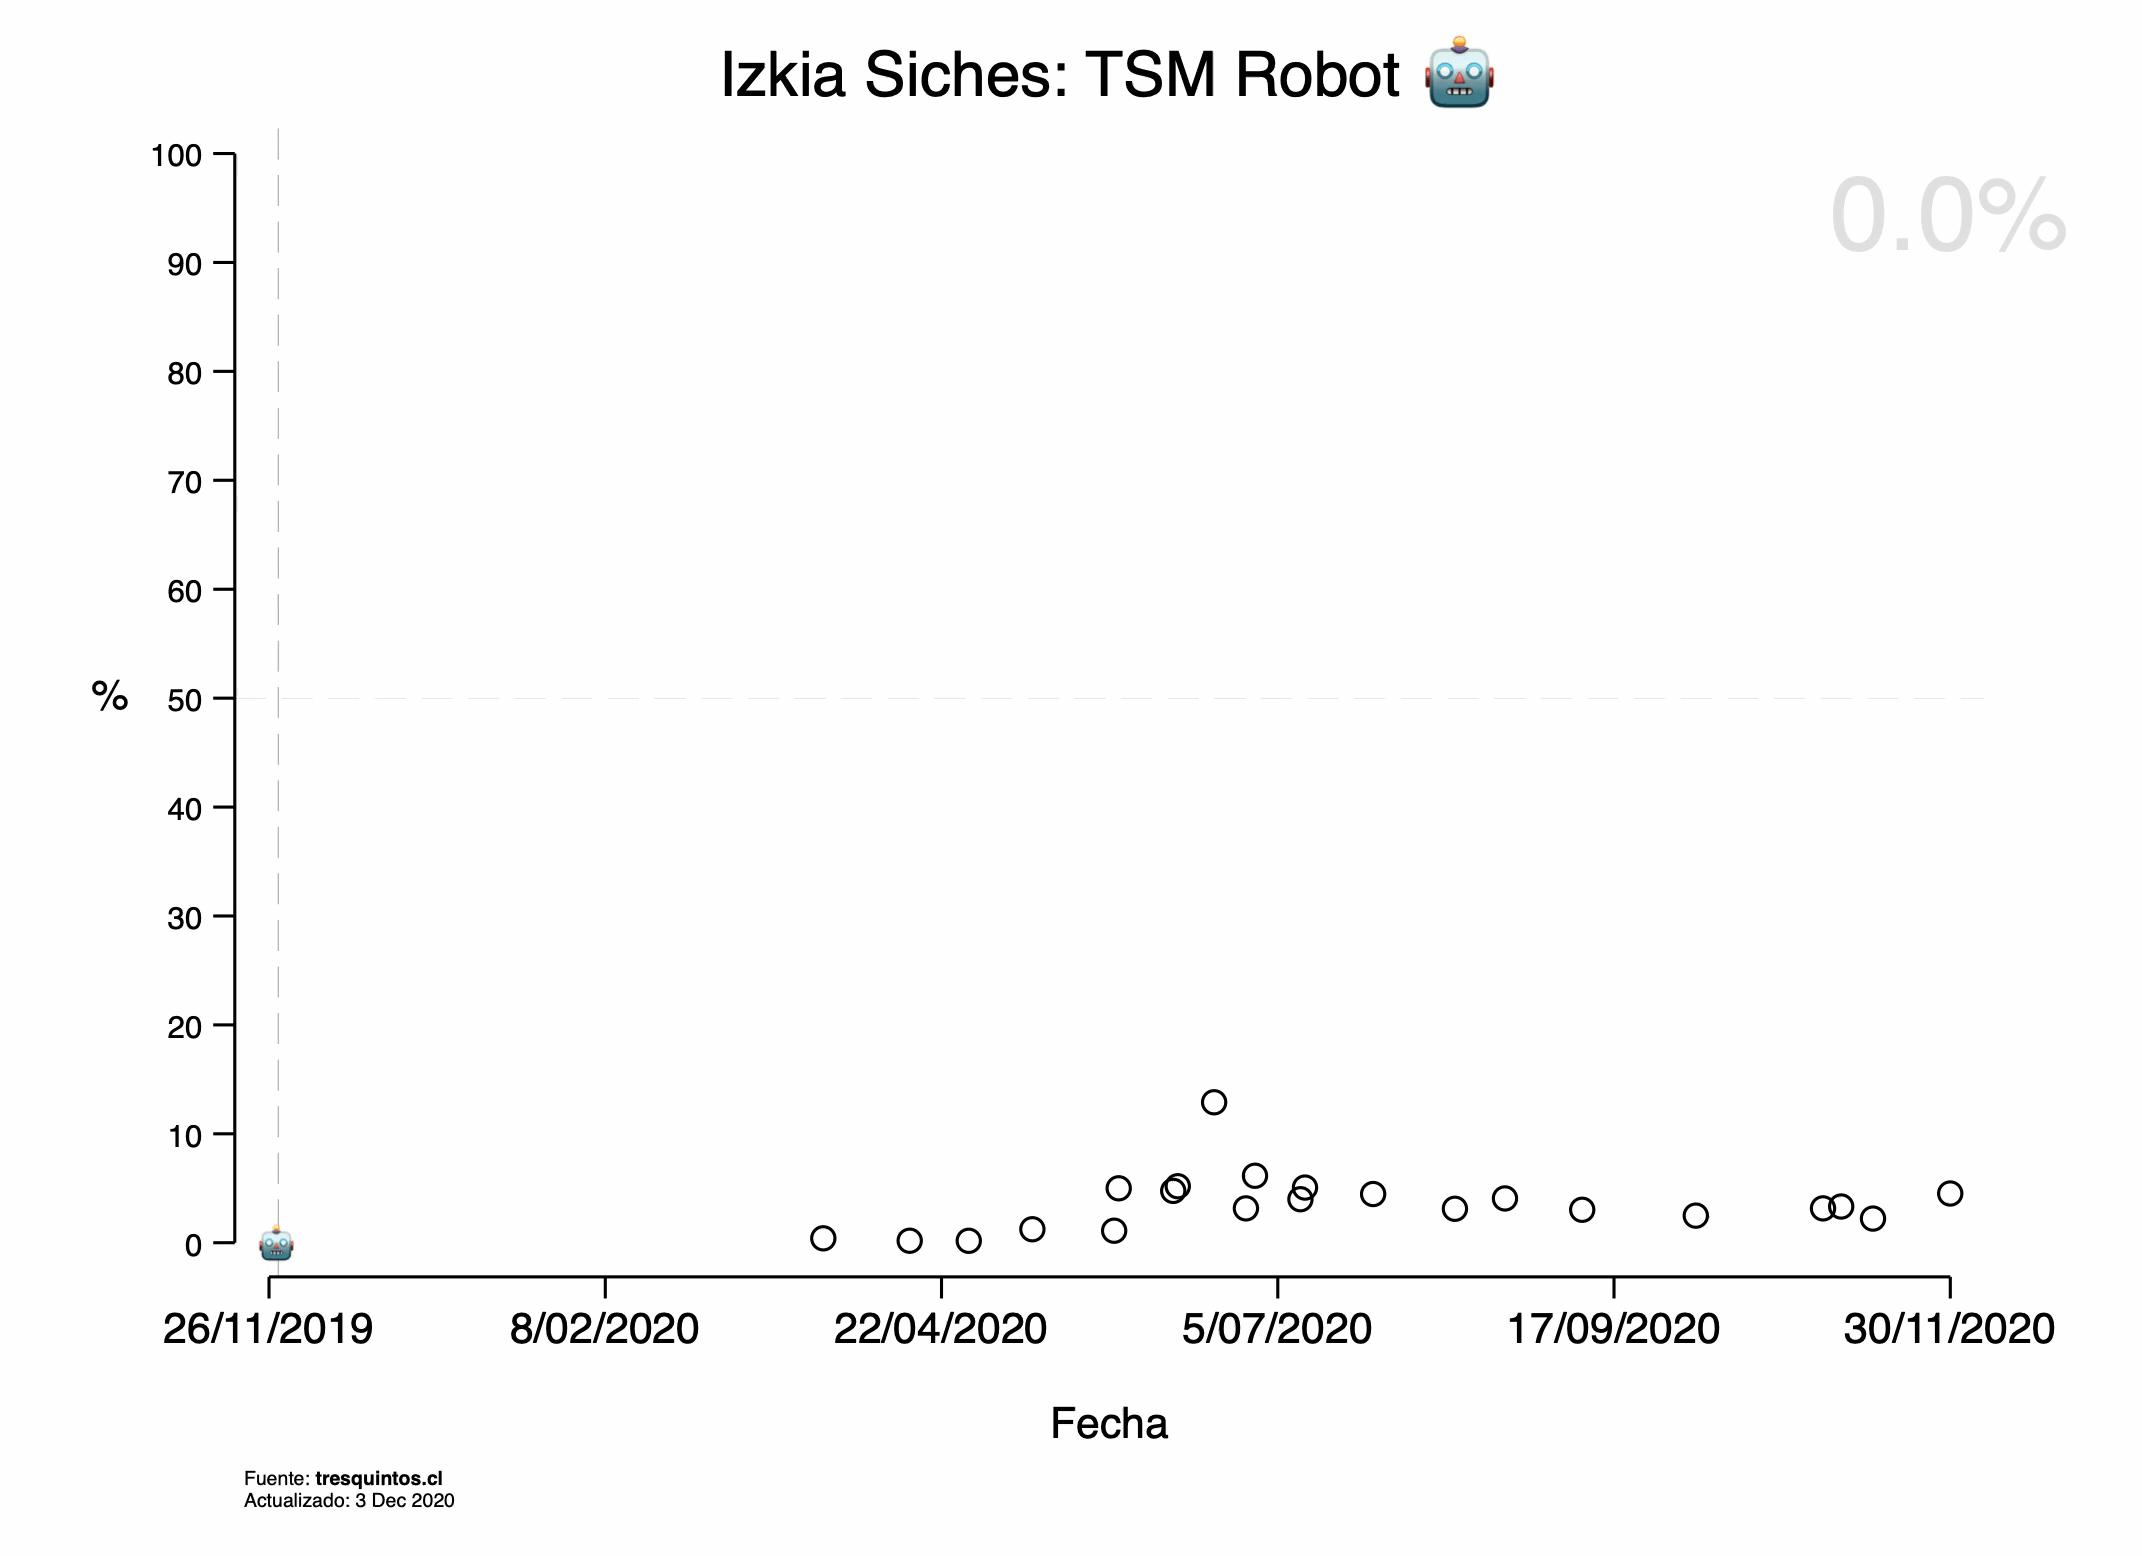 Izkia Siches: TSM Robot 🤖
0.0%
100
90
80
70
60
% 50
40
30
20
10
0
26/11/2019 8/02/2020 22/04/2020 5/07/2020 17/09/2020 30/11/2020
Fecha
Fuente: tresquintos.cl
Actualizado: 3 Dec 2020